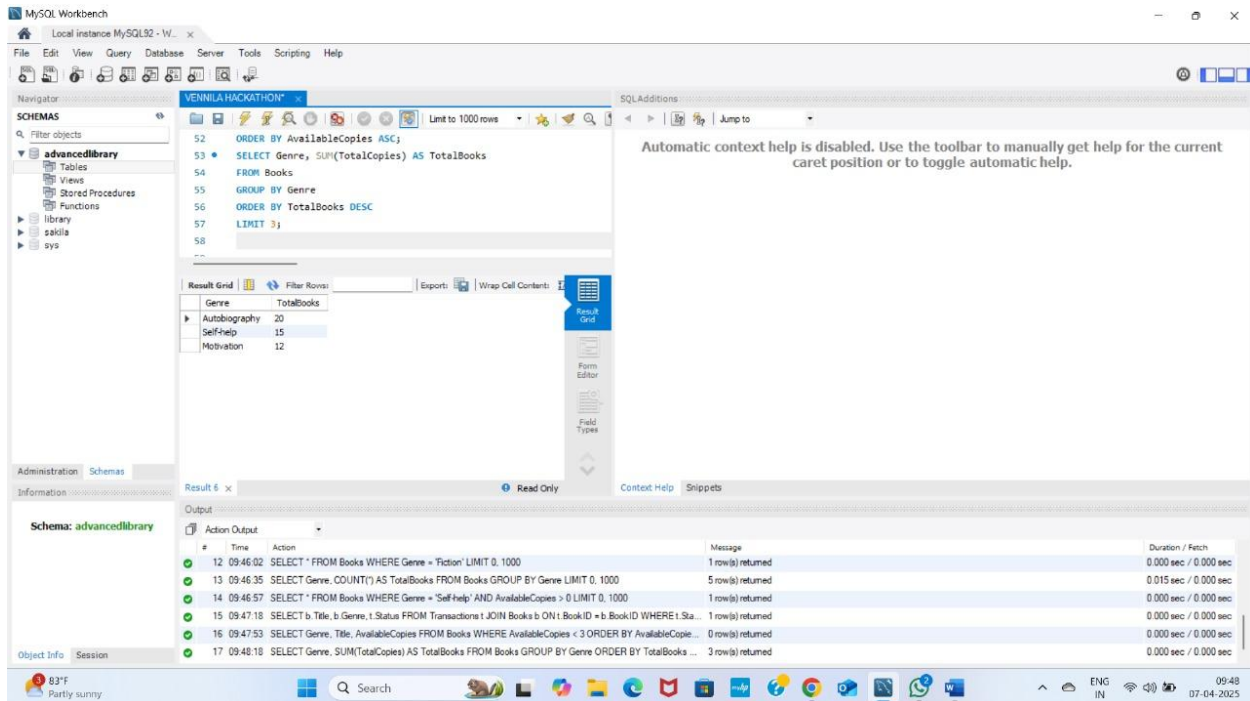 MySQL Workbench
Local instance MySQL92 - W... ×
File Edit View Query Database Server Tools Scripting Help
Navigator
SCHEMAS
Filter objects
advancedlibrary
Tables
Views
Stored Procedures
Functions
library
sakila
sys
Administration Schemas
Information
Schema: advancedlibrary
Object Info Session
VENNILA HACKATHON* ×
Limit to 1000 rows
52 ORDER BY AvailableCopies ASC;
53 SELECT Genre, SUM(TotalCopies) AS TotalBooks
54 FROM Books
55 GROUP BY Genre
56 ORDER BY TotalBooks DESC
57 LIMIT 3;
58
Result Grid Filter Rows: Export: Wrap Cell Content:
Genre TotalBooks
Autobiography 20
Self-help 15
Motivation 12
Result Grid
Form Editor
Field Types
Result 6 × Read Only
SQLAdditions
Jump to
Automatic context help is disabled. Use the toolbar to manually get help for the current
caret position or to toggle automatic help.
Context Help Snippets
Output
Action Output
# Time Action Message Duration / Fetch
12 09:46:02 SELECT * FROM Books WHERE Genre = 'Fiction' LIMIT 0, 1000 1 row(s) returned 0.000 sec / 0.000 sec
13 09:46:35 SELECT Genre, COUNT(*) AS TotalBooks FROM Books GROUP BY Genre LIMIT 0, 1000 5 row(s) returned 0.015 sec / 0.000 sec
14 09:46:57 SELECT * FROM Books WHERE Genre = 'Self-help' AND AvailableCopies > 0 LIMIT 0, 1000 1 row(s) returned 0.000 sec / 0.000 sec
15 09:47:18 SELECT b.Title, b.Genre, t.Status FROM Transactions t JOIN Books b ON t.BookID = b.BookID WHERE t.Sta... 1 row(s) returned 0.000 sec / 0.000 sec
16 09:47:53 SELECT Genre, Title, AvailableCopies FROM Books WHERE AvailableCopies < 3 ORDER BY AvailableCopie... 0 row(s) returned 0.000 sec / 0.000 sec
17 09:48:18 SELECT Genre, SUM(TotalCopies) AS TotalBooks FROM Books GROUP BY Genre ORDER BY TotalBooks ... 3 row(s) returned 0.000 sec / 0.000 sec
3
83°F
Partly sunny
Search
2
ENG
IN
09:48
07-04-2025